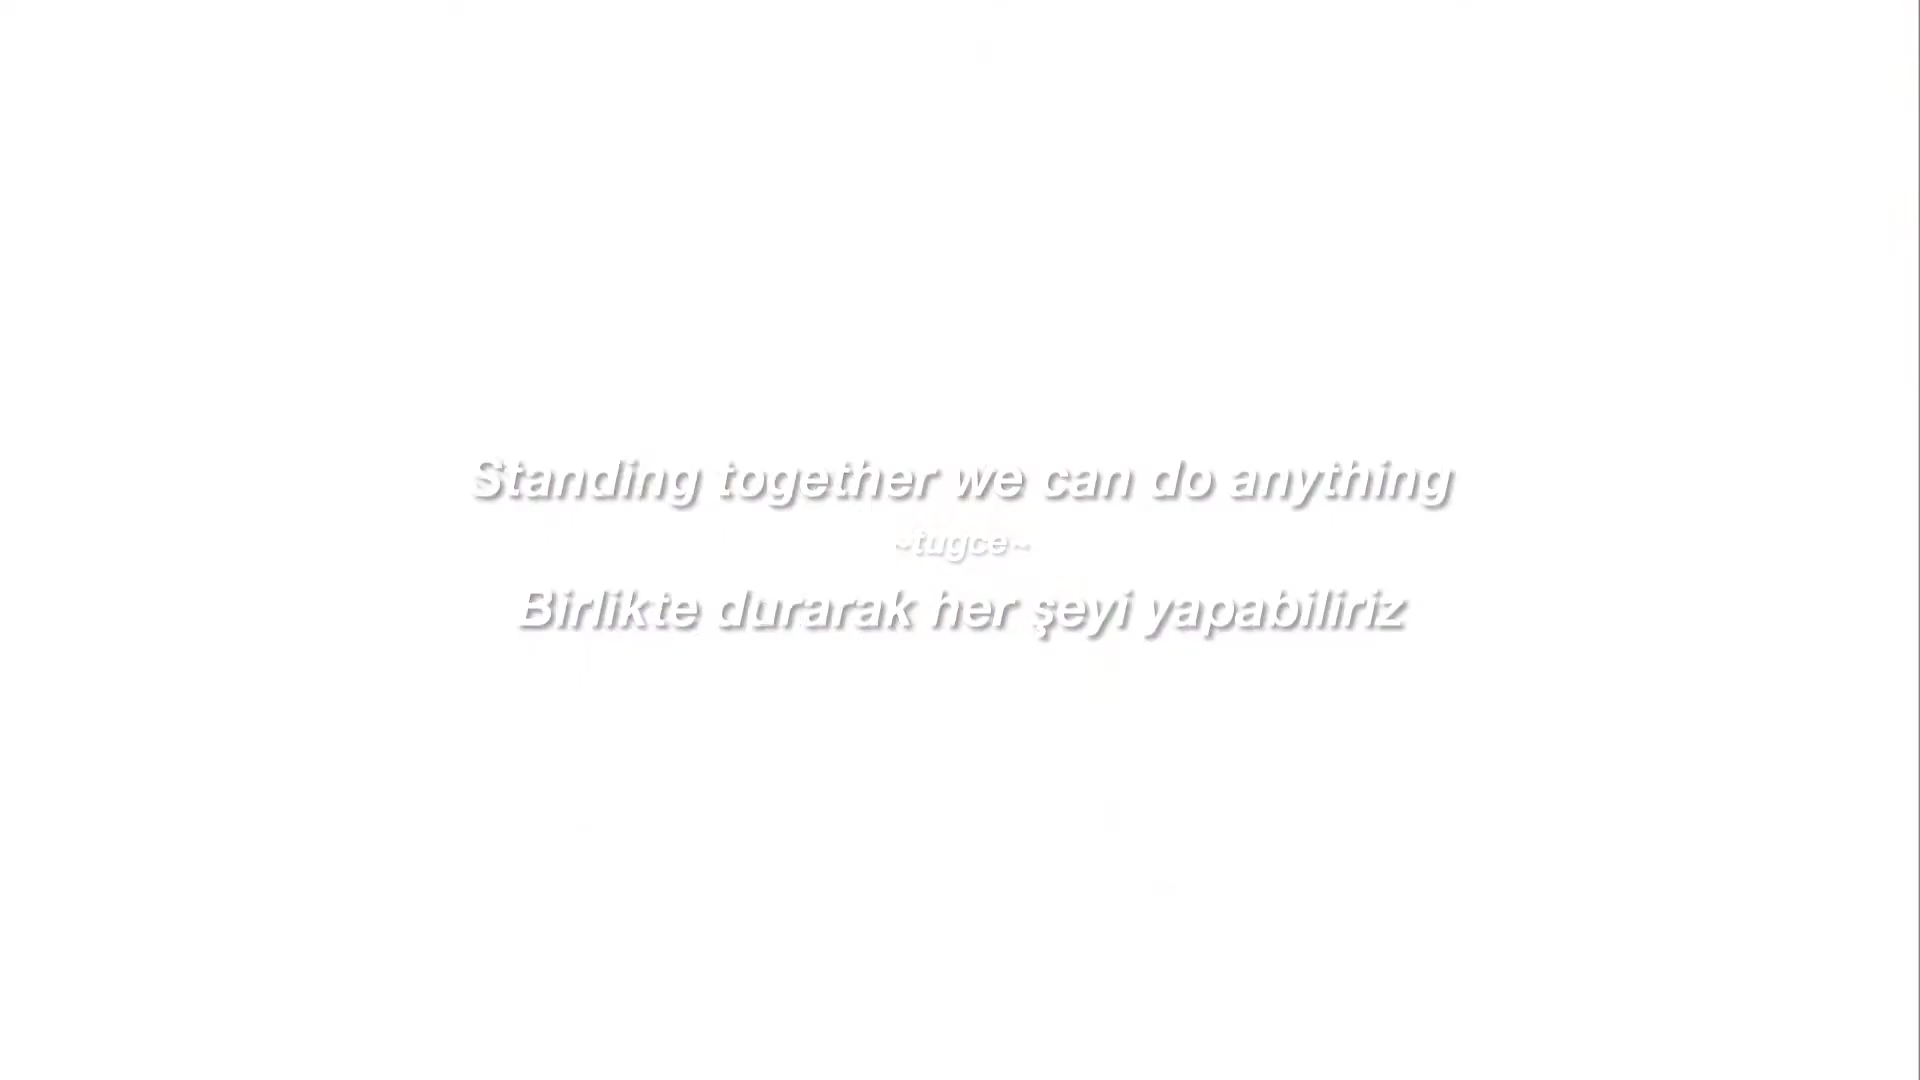 Standing together we can do anything
~tugce~
Birlikte durarak her şeyi yapabiliriz